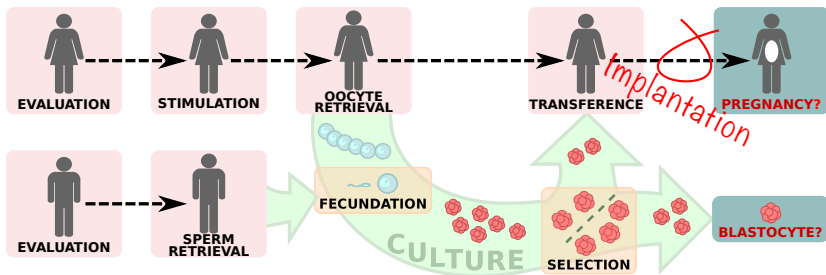 EVALUATION
STIMULATION
OOCYTE
RETRIEVAL
TRANSFERENCE
Implantation
PREGNANCY?
EVALUATION
SPERM
RETRIEVAL
FECUNDATION
CULTURE
SELECTION
BLASTOCYTE?